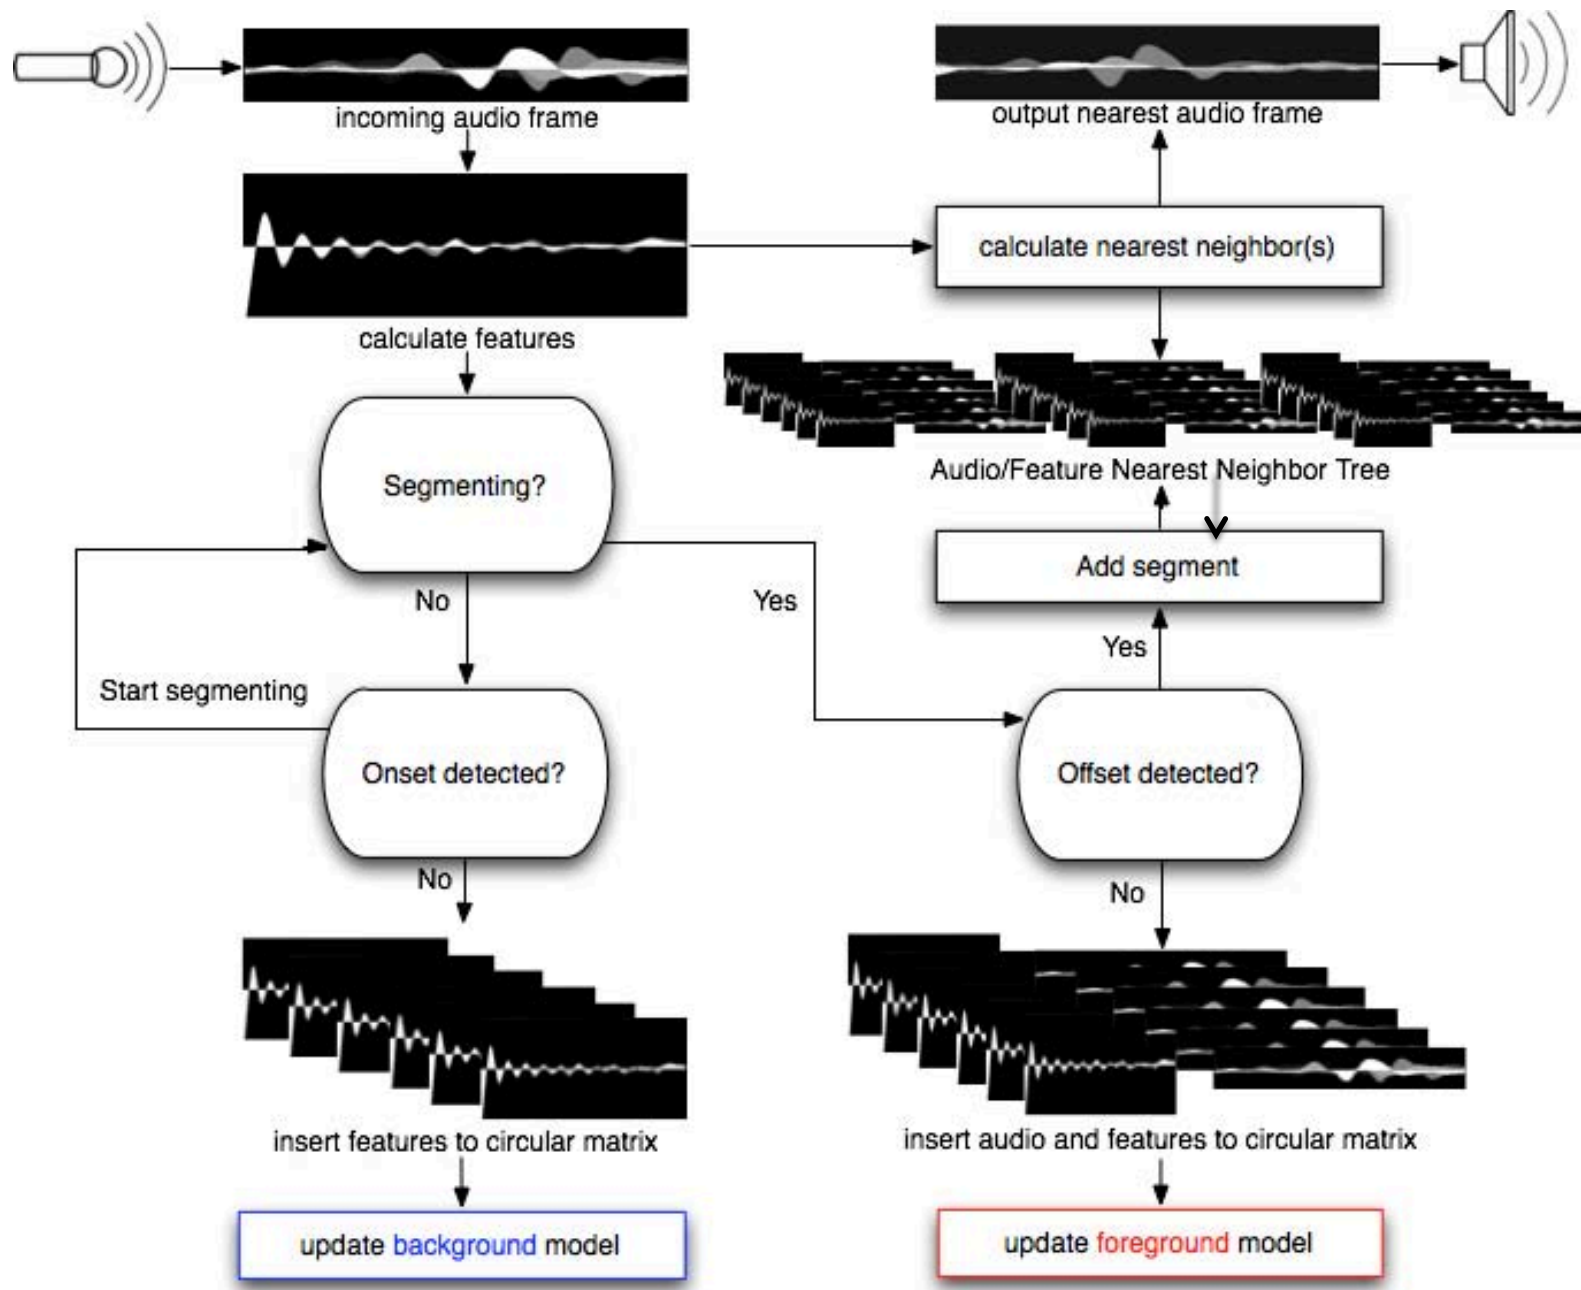 incoming audio frame
output nearest audio frame
calculate nearest neighbor(s)
calculate features
Audio/Feature Nearest Neighbor Tree
Segmenting?
Add segment
No
Yes
Yes
Start segmenting
Onset detected?
Offset detected?
No
No
insert features to circular matrix
insert audio and features to circular matrix
update background model
update foreground model